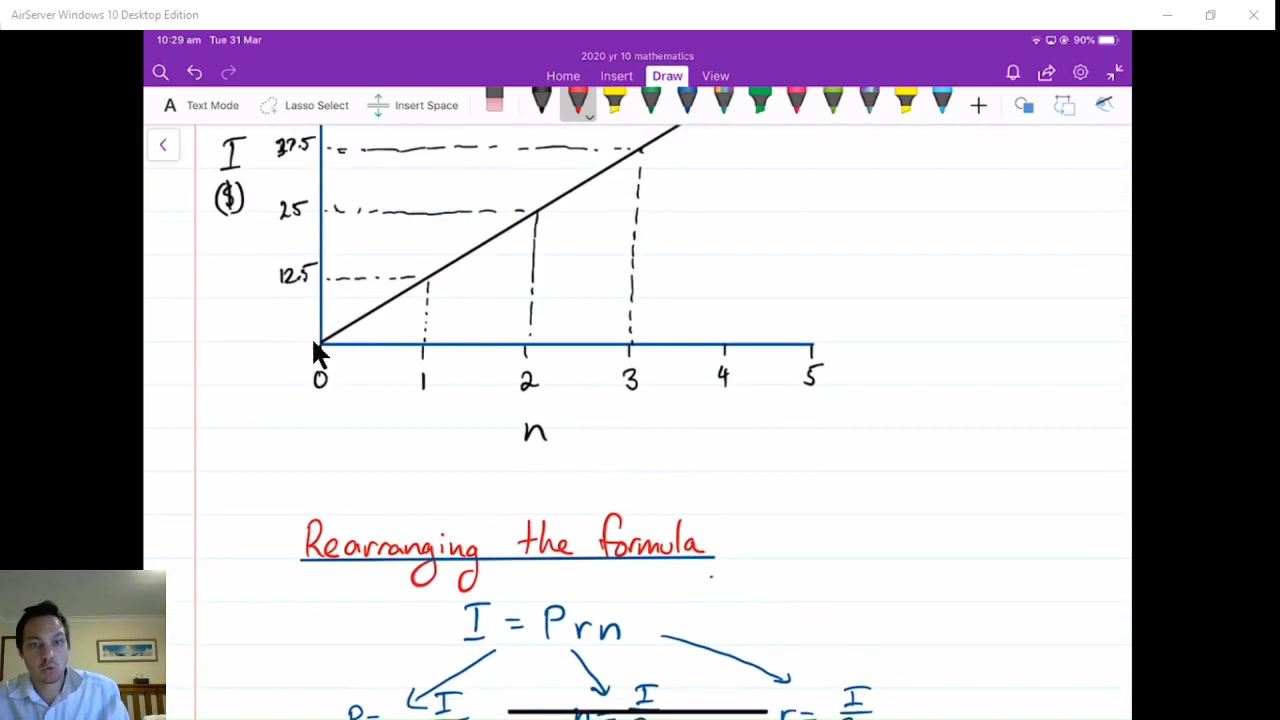 AirServer Windows 10 Desktop Edition
10:29 am Tue 31 Mar
90%
2020 yr 10 mathematics
Home Insert Draw View
A Text Mode Lasso Select Insert Space
I 37.5
($) 25
12.5
0 1 2 3 4 5
n
Rearranging the formula
I = Prn
P= I n= I r= I